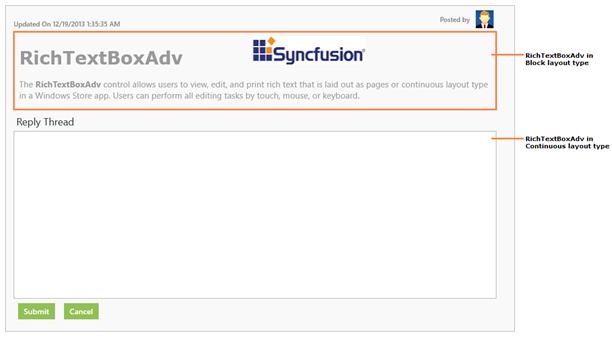 Updated On 12/19/2013 1:35:35 AM
Posted by
RichTextBoxAdv
Syncfusion
The RichTextBoxAdv control allows users to view, edit, and print rich text that is laid out as pages or continuous layout type
in a Windows Store app. Users can perform all editing tasks by touch, mouse, or keyboard.
RichTextBoxAdv in
Block layout type
Reply Thread
RichTextBoxAdv in
Continuous layout type
Submit
Cancel